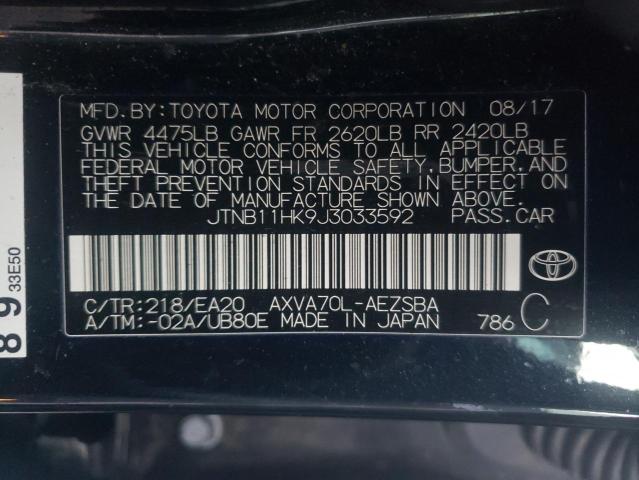 MFD.BY:TOYOTA MOTOR CORPORATION 08/17
GVWR 4475LB GAWR FR 2620LB RR 2420LB
THIS VEHICLE CONFORMS TO ALL APPLICABLE
FEDERAL MOTOR VEHICLE SAFETY,BUMPER,AND
THEFT PREVENTION STANDARDS IN EFFECT ON
THE DATE OF MANUFACTURE SHOWN ABOVE.
JTNB11HK9J3033592 PASS.CAR
C/TR:218/EA20 AXVA70L-AEZSBA
A/TM:-02A/UB80E MADE IN JAPAN 786 C
89
33E50